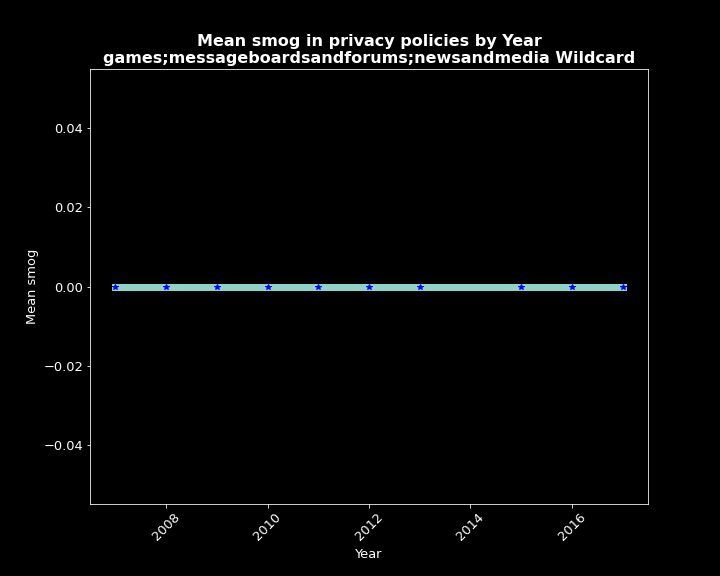 Mean smog in privacy policies by Year
games;messageboardsandforums;newsandmedia Wildcard
0.04
0.02
0.00
−0.02
−0.04
Mean smog
2008
2010
2012
2014
2016
Year